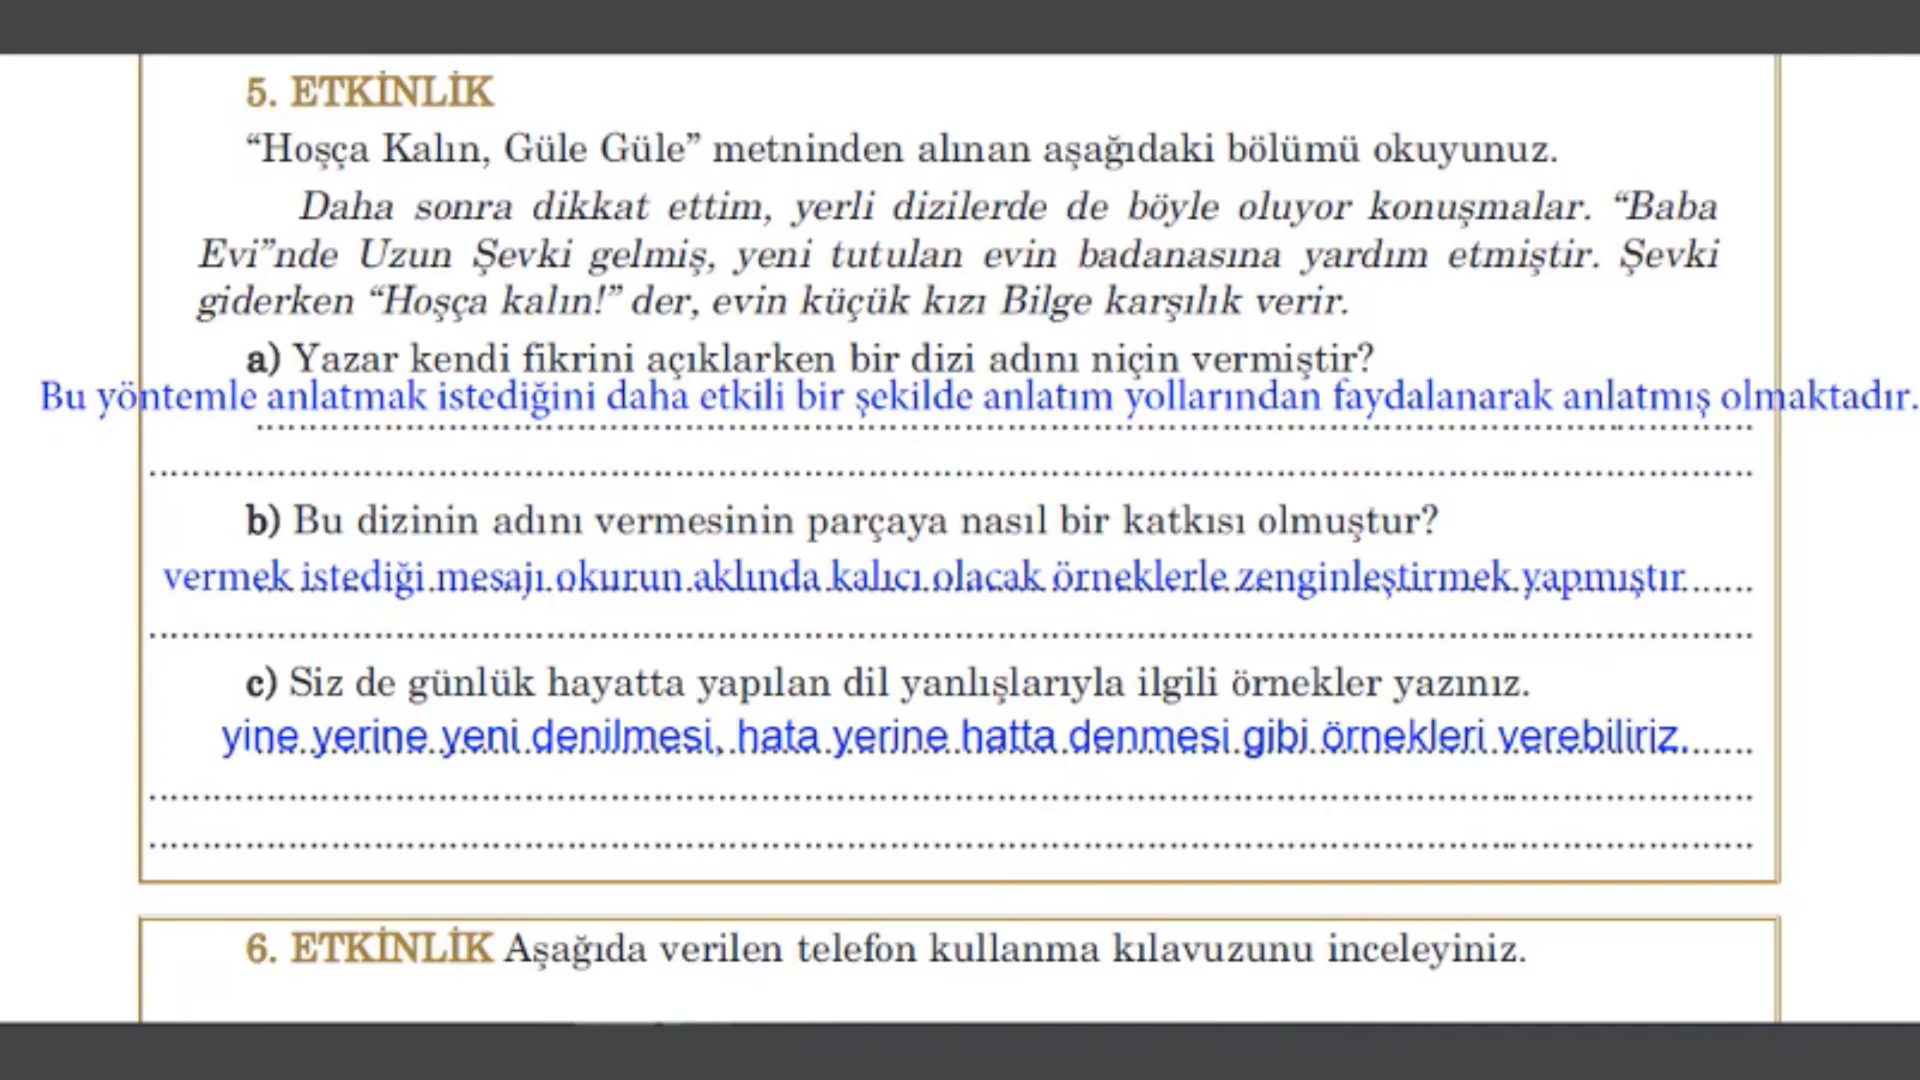 5. ETKİNLİK
“Hoşça Kalın, Güle Güle” metninden alınan aşağıdaki bölümü okuyunuz.
Daha sonra dikkat ettim, yerli dizilerde de böyle oluyor konuşmalar. “Baba
Evi”nde Uzun Şevki gelmiş, yeni tutulan evin badanasına yardım etmiştir. Şevki
giderken “Hoşça kalın!” der, evin küçük kızı Bilge karşılık verir.
a) Yazar kendi fikrini açıklarken bir dizi adını niçin vermiştir?
Bu yöntemle anlatmak istediğini daha etkili bir şekilde anlatım yollarından faydalanarak anlatmış olmaktadır.
b) Bu dizinin adını vermesinin parçaya nasıl bir katkısı olmuştur?
vermek istediği mesajı okurun aklında kalıcı olacak örneklerle zenginleştirmek yapmıştır
c) Siz de günlük hayatta yapılan dil yanlışlarıyla ilgili örnekler yazınız.
yine yerine yeni denilmesi, hata yerine hatta denmesi gibi örnekleri verebiliriz.
6. ETKİNLİK Aşağıda verilen telefon kullanma kılavuzunu inceleyiniz.